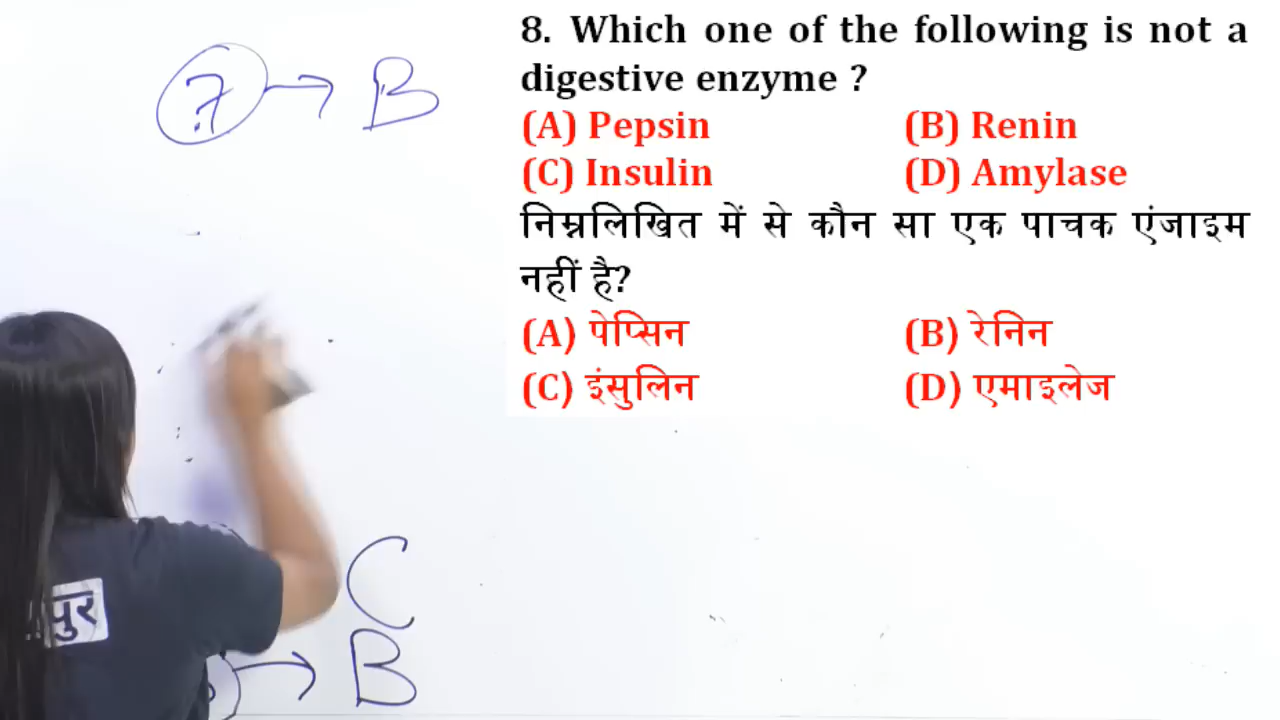 ? → B
8. Which one of the following is not a
digestive enzyme ?
(A) Pepsin (B) Renin
(C) Insulin (D) Amylase
निम्नलिखित में से कौन सा एक पाचक एंजाइम
नहीं है?
(A) पेप्सिन (B) रेनिन
(C) इंसुलिन (D) एमाइलेज
C
→ B
पुर